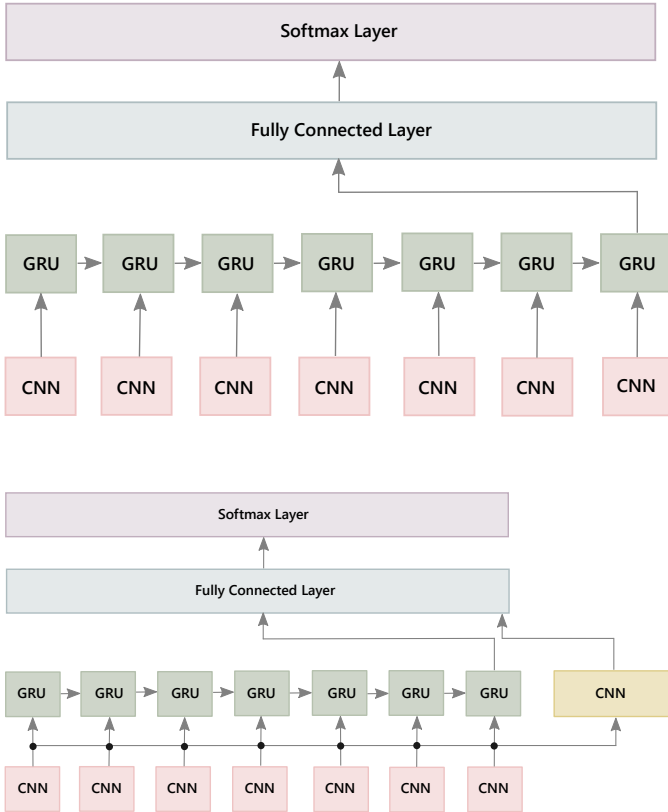 Softmax Layer
Fully Connected Layer
GRU GRU GRU GRU GRU GRU GRU
CNN CNN CNN CNN CNN CNN CNN
Softmax Layer
Fully Connected Layer
GRU GRU GRU GRU GRU GRU GRU CNN
CNN CNN CNN CNN CNN CNN CNN